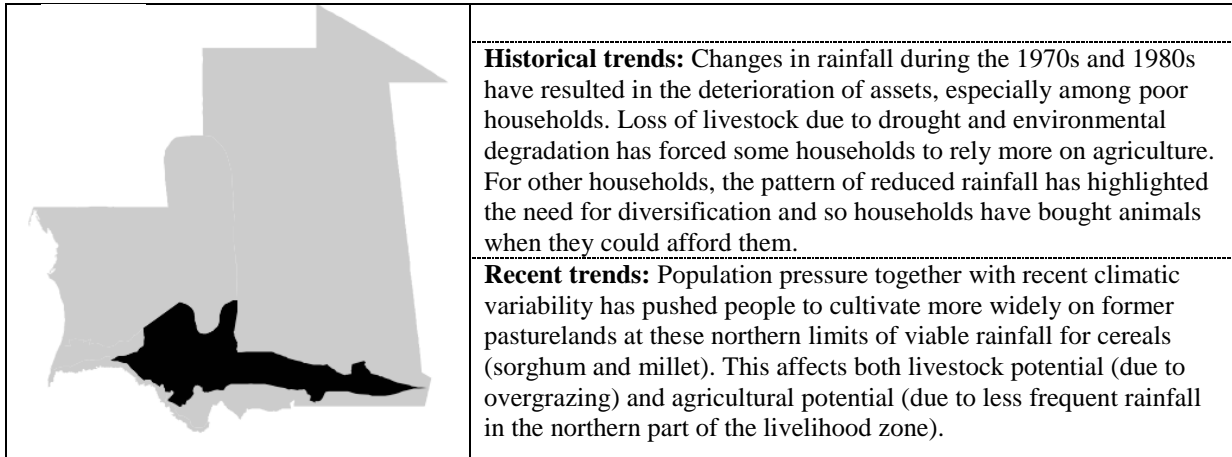 Historical trends: Changes in rainfall during the 1970s and 1980s
have resulted in the deterioration of assets, especially among poor
households. Loss of livestock due to drought and environmental
degradation has forced some households to rely more on agriculture.
For other households, the pattern of reduced rainfall has highlighted
the need for diversification and so households have bought animals
when they could afford them.
Recent trends: Population pressure together with recent climatic
variability has pushed people to cultivate more widely on former
pasturelands at these northern limits of viable rainfall for cereals
(sorghum and millet). This affects both livestock potential (due to
overgrazing) and agricultural potential (due to less frequent rainfall
in the northern part of the livelihood zone).